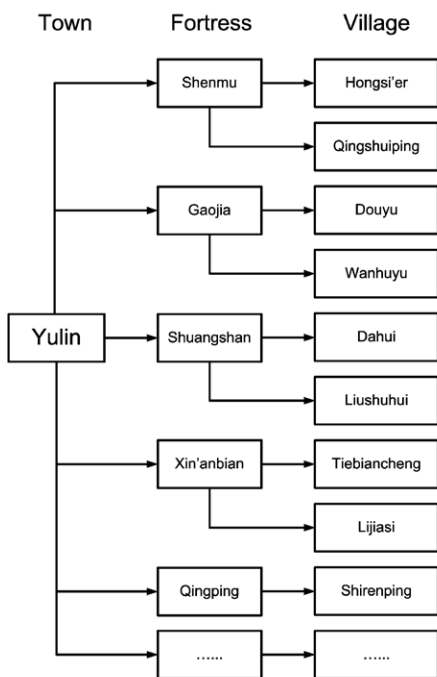 Town
Fortress
Village
Shenmu
Hongsi'er
Qingshuiping
Gaojia
Douyu
Wanhuyu
Yulin
Shuangshan
Dahui
Liushuhui
Xin'anbian
Tiebiancheng
Lijiasi
Qingping
Shirenping
......
......